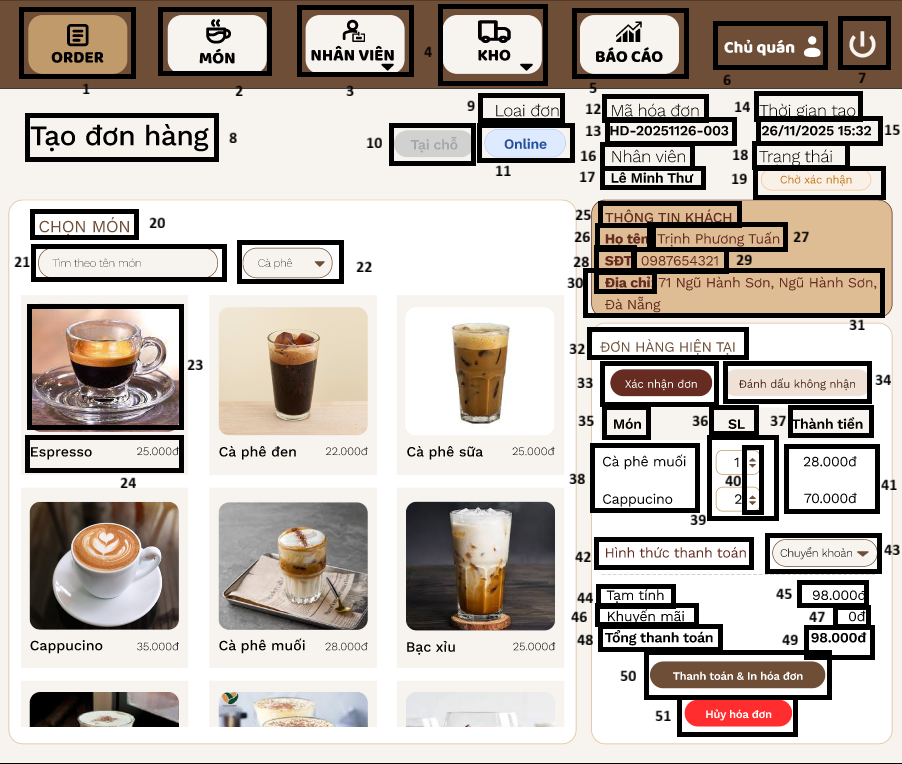 ORDER
MÓN
NHÂN VIÊN
4
KHO
BÁO CÁO
Chủ quán
1
2
3
5
6
7
Tạo đơn hàng
8
9
Loại đơn
10
Tại chỗ
Online
11
12
Mã hóa đơn
14
Thời gian tạo
13
HD-20251126-003
26/11/2025 15:32
15
16
Nhân viên
18
Trạng thái
17
Lê Minh Thư
19
Chờ xác nhận
CHỌN MÓN
20
21
Tìm theo tên món
Cà phê
22
23
Espresso
25.000đ
24
Cà phê đen
22.000đ
Cà phê sữa
25.000đ
Cappucino
35.000đ
Cà phê muối
28.000đ
Bạc xỉu
25.000đ
25
THÔNG TIN KHÁCH
26
Họ tên
Trịnh Phương Tuấn
27
28
SĐT
0987654321
29
30
Địa chỉ
71 Ngũ Hành Sơn, Ngũ Hành Sơn,
Đà Nẵng
31
32
ĐƠN HÀNG HIỆN TẠI
33
Xác nhận đơn
Đánh dấu không nhận
34
35
Món
36
SL
37
Thành tiền
38
Cà phê muối
1
28.000đ
40
41
Cappucino
2
70.000đ
39
42
Hình thức thanh toán
Chuyển khoản
43
44
Tạm tính
45
98.000đ
46
Khuyến mãi
47
0đ
48
Tổng thanh toán
49
98.000đ
50
Thanh toán & In hóa đơn
51
Hủy hóa đơn